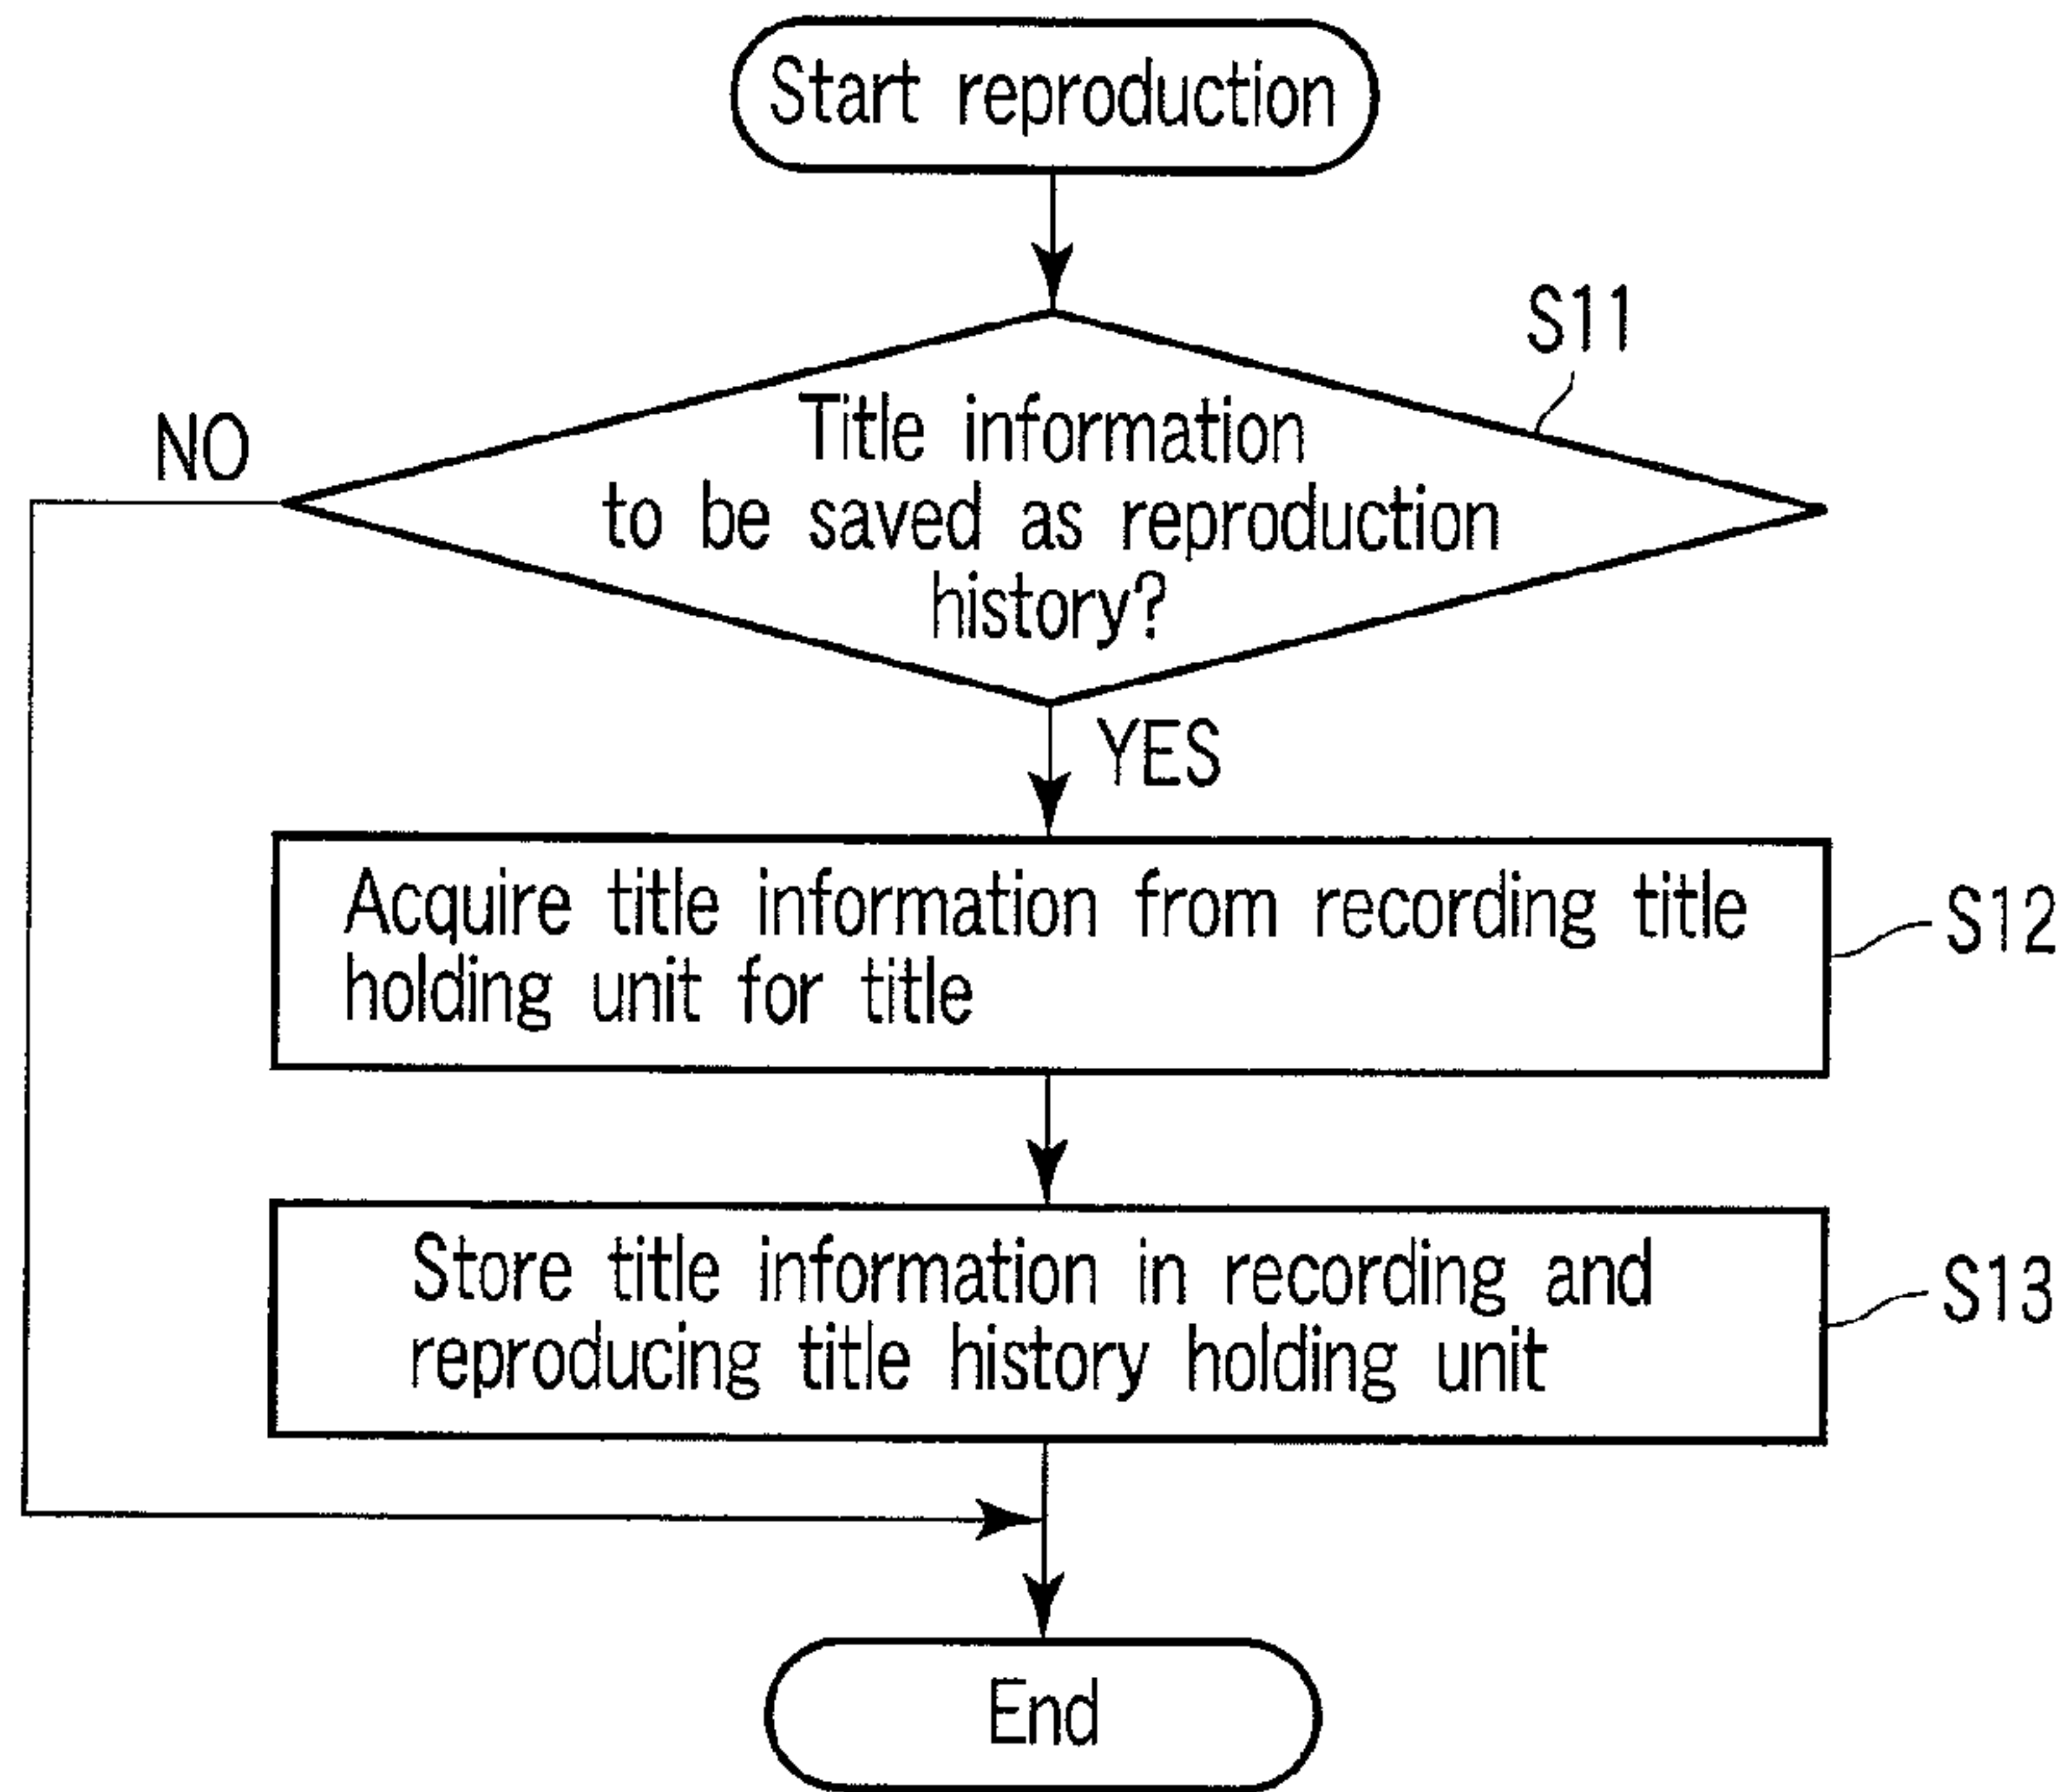 Start reproduction
S11
NO
Title information
to be saved as reproduction
history?
YES
Acquire title information from recording title
holding unit for title
S12
Store title information in recording and
reproducing title history holding unit
S13
End